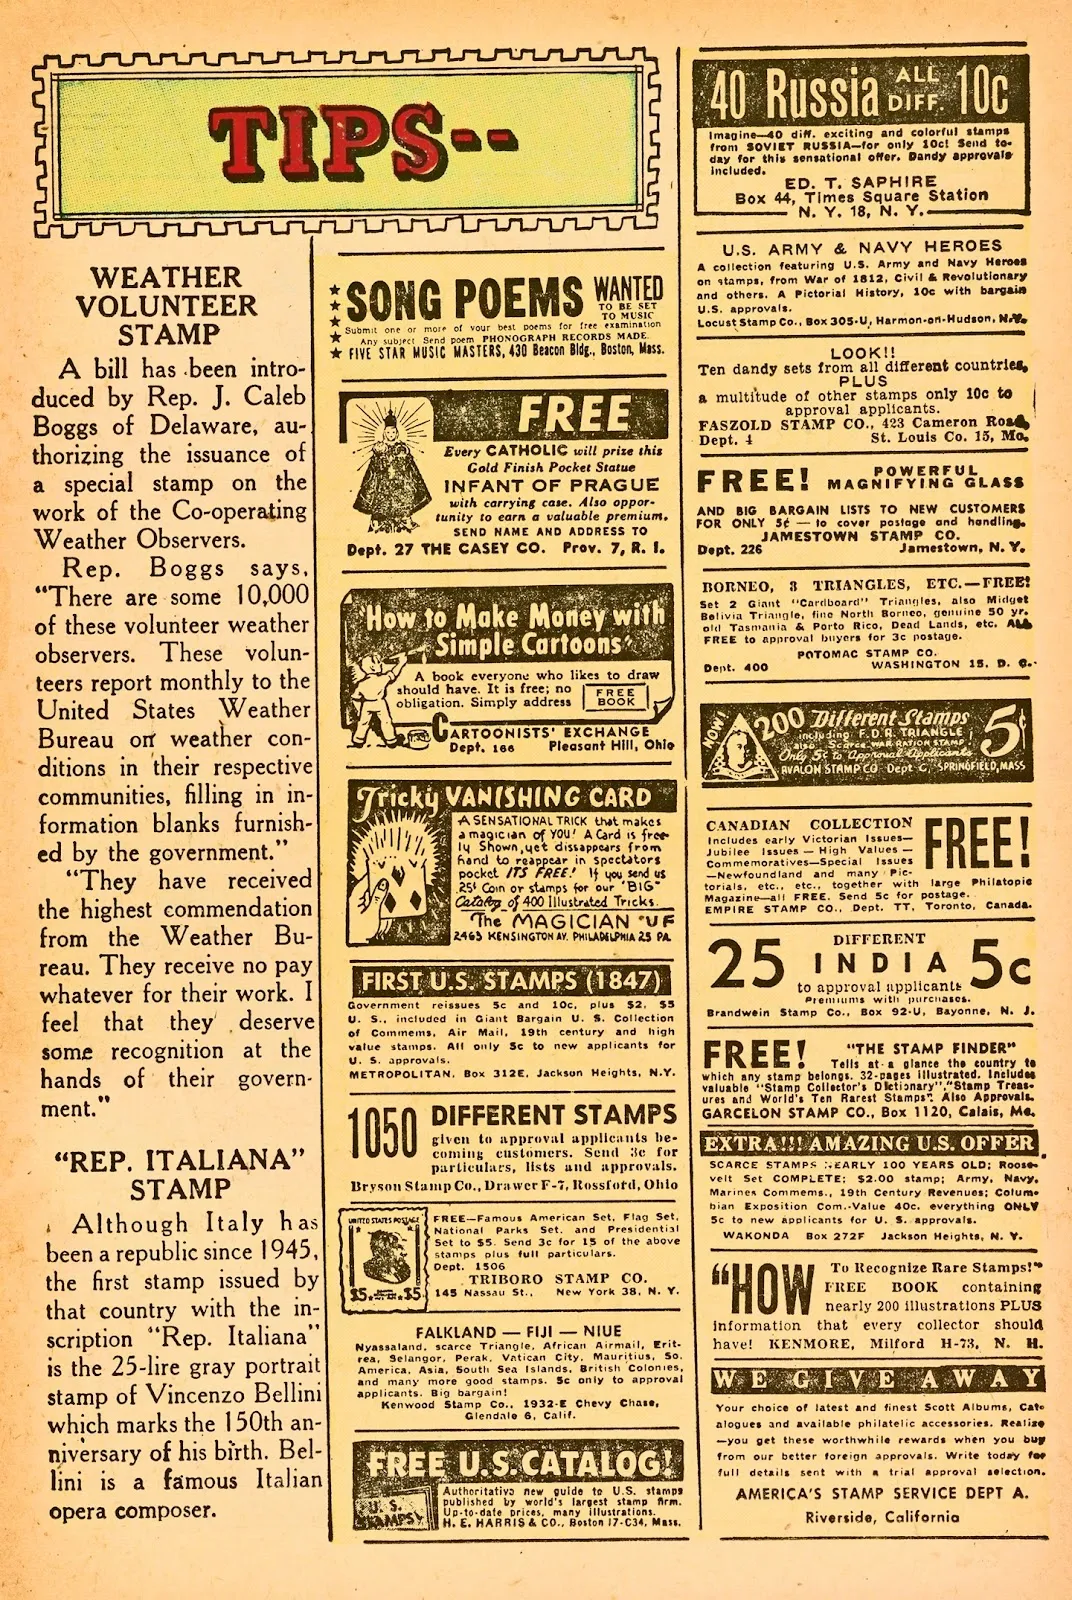 TIPS--
WEATHER
VOLUNTEER
STAMP
A bill has been intro-
duced by Rep. J. Caleb
Boggs of Delaware, au-
thorizing the issuance of
a special stamp on the
work of the Co-operating
Weather Observers.
Rep. Boggs says,
"There are some 10,000
of these volunteer weather
observers. These volun-
teers report monthly to the
United States Weather
Bureau on weather con-
ditions in their respective
communities, filling in in-
formation blanks furnish-
ed by the government."
"They have received
the highest commendation
from the Weather Bu-
reau. They receive no pay
whatever for their work. I
feel that they deserve
some recognition at the
hands of their govern-
ment."
"REP. ITALIANA"
STAMP
Although Italy has
been a republic since 1945,
the first stamp issued by
that country with the in-
scription "Rep. Italiana"
is the 25-lire gray portrait
stamp of Vincenzo Bellini
which marks the 150th an-
niversary of his birth. Bel-
lini is a famous Italian
opera composer.
SONG POEMS WANTED
TO BE SET
TO MUSIC
Submit one or more of your best poems for free examination
Any subject Send poem PHONOGRAPH RECORDS MADE.
FIVE STAR MUSIC MASTERS, 430 Beacon Bldg., Boston, Mass.
FREE
Every CATHOLIC will prize this
Gold Finish Pocket Statue
INFANT OF PRAGUE
with carrying case. Also oppor-
tunity to earn a valuable premium.
SEND NAME AND ADDRESS TO
Dept. 27 THE CASEY CO. Prov. 7, R. I.
How to Make Money with
Simple Cartoons
A book everyone who likes to draw
should have. It is free; no
obligation. Simply address
FREE
BOOK
CARTOONISTS' EXCHANGE
Dept. 166 Pleasant Hill, Ohio
Tricky VANISHING CARD
A SENSATIONAL TRICK that makes
a magician of YOU! A Card is free-
ly Shown, yet dissappears from
hand to reappear in spectators
pocket ITS FREE! If you send us
25¢ Coin or stamps for our "BIG"
Catalog of 400 Illustrated Tricks.
The MAGICIAN "UF
2463 KENSINGTON AV. PHILADELPHIA 25 PA.
FIRST U.S. STAMPS (1847)
Government reissues 5c and 10c, plus $2, $5
U. S., included in Giant Bargain U. S. Collection
of Commems, Air Mail, 19th century and high
value stamps. All only 5c to new applicants for
U. S. approvals.
METROPOLITAN, Box 312E, Jackson Heights, N.Y.
1050 DIFFERENT STAMPS
given to approval applicants be-
coming customers. Send 3c for
particulars, lists and approvals.
Bryson Stamp Co., Drawer F-7, Rossford, Ohio
UNITED STATES POSTAGE
$5 $5
FREE—Famous American Set, Flag Set,
National Parks Set, and Presidential
Set to $5. Send 3c for 15 of the above
stamps plus full particulars.
Dept. 1506
TRIBORO STAMP CO.
145 Nassau St., New York 38, N. Y.
FALKLAND — FIJI — NIUE
Nyassaland, scarce Triangle, African Airmail, Erit-
rea, Selangor, Perak, Vatican City, Mauritius, So.
America, Asia, South Sea Islands, British Colonies,
and many more good stamps. 5c only to approval
applicants. Big bargain!
Kenwood Stamp Co., 1932-E Chevy Chase,
Glendale 6, Calif.
FREE U.S. CATALOG!
U. S.
STAMPS
Authoritative new guide to U.S. stamps
published by world's largest stamp firm.
Up-to-date prices, many illustrations.
H. E. HARRIS & CO., Boston 17-C34, Mass.
40 Russia ALL DIFF. 10c
Imagine—40 diff. exciting and colorful stamps
from SOVIET RUSSIA—for only 10c! Send to-
day for this sensational offer. Dandy approvals
included.
ED. T. SAPHIRE
Box 44, Times Square Station
N. Y. 18, N. Y.
U.S. ARMY & NAVY HEROES
A collection featuring U.S. Army and Navy Heroes
on stamps, from War of 1812, Civil & Revolutionary
and others. A Pictorial History, 10c with bargain
U.S. approvals.
Locust Stamp Co., Box 305-U, Harmon-on-Hudson, N.Y.
LOOK!!
Ten dandy sets from all different countries,
PLUS
a multitude of other stamps only 10c to
approval applicants.
FASZOLD STAMP CO., 423 Cameron Road,
Dept. 4 St. Louis Co. 15, Mo.
FREE! POWERFUL
MAGNIFYING GLASS
AND BIG BARGAIN LISTS TO NEW CUSTOMERS
FOR ONLY 5¢ — to cover postage and handling.
JAMESTOWN STAMP CO.
Dept. 226 Jamestown, N. Y.
BORNEO, 3 TRIANGLES, ETC.—FREE!
Set 2 Giant "Cardboard" Triangles, also Midget
Bolivia Triangle, fine North Borneo, genuine 50 yr.
old Tasmania & Porto Rico, Dead Lands, etc. ALL
FREE to approval buyers for 3c postage.
POTOMAC STAMP CO.
Dept. 400 WASHINGTON 15, D. C.
NOW! 200 Different Stamps 5¢
including F.D.R. TRIANGLE;
also Scarce WAR RATION STAMP
Only 5¢ to Approval Applicants
AVALON STAMP CO. Dept C, SPRINGFIELD, MASS
CANADIAN COLLECTION FREE!
Includes early Victorian Issues—
Jubilee Issues — High Values —
Commemoratives—Special Issues
—Newfoundland and many Pic-
torials, etc., etc., together with large Philatopic
Magazine—all FREE. Send 5c for postage.
EMPIRE STAMP CO., Dept. TT, Toronto, Canada.
25 DIFFERENT
INDIA 5c
to approval applicants
Premiums with purchases.
Brandwein Stamp Co., Box 92-U, Bayonne, N. J.
FREE! "THE STAMP FINDER"
Tells at a glance the country to
which any stamp belongs. 32-pages illustrated. Includes
valuable "Stamp Collector's Dictionary", "Stamp Treas-
ures and World's Ten Rarest Stamps". Also Approvals.
GARCELON STAMP CO., Box 1120, Calais, Me.
EXTRA!!! AMAZING U.S. OFFER
SCARCE STAMPS NEARLY 100 YEARS OLD; Roose-
velt Set COMPLETE; $2.00 stamp; Army, Navy,
Marines Commems., 19th Century Revenues; Colum-
bian Exposition Com.-Value 40c. everything ONLY
5c to new applicants for U. S. approvals.
WAKONDA Box 272F Jackson Heights, N. Y.
"HOW To Recognize Rare Stamps!"
FREE BOOK containing
nearly 200 illustrations PLUS
information that every collector should
have! KENMORE, Milford H-73, N. H.
WE GIVE AWAY
Your choice of latest and finest Scott Albums, Cat-
alogues and available philatelic accessories. Realize
—you get these worthwhile rewards when you buy
from our better foreign approvals. Write today for
full details sent with a trial approval selection.
AMERICA'S STAMP SERVICE DEPT A.
Riverside, California